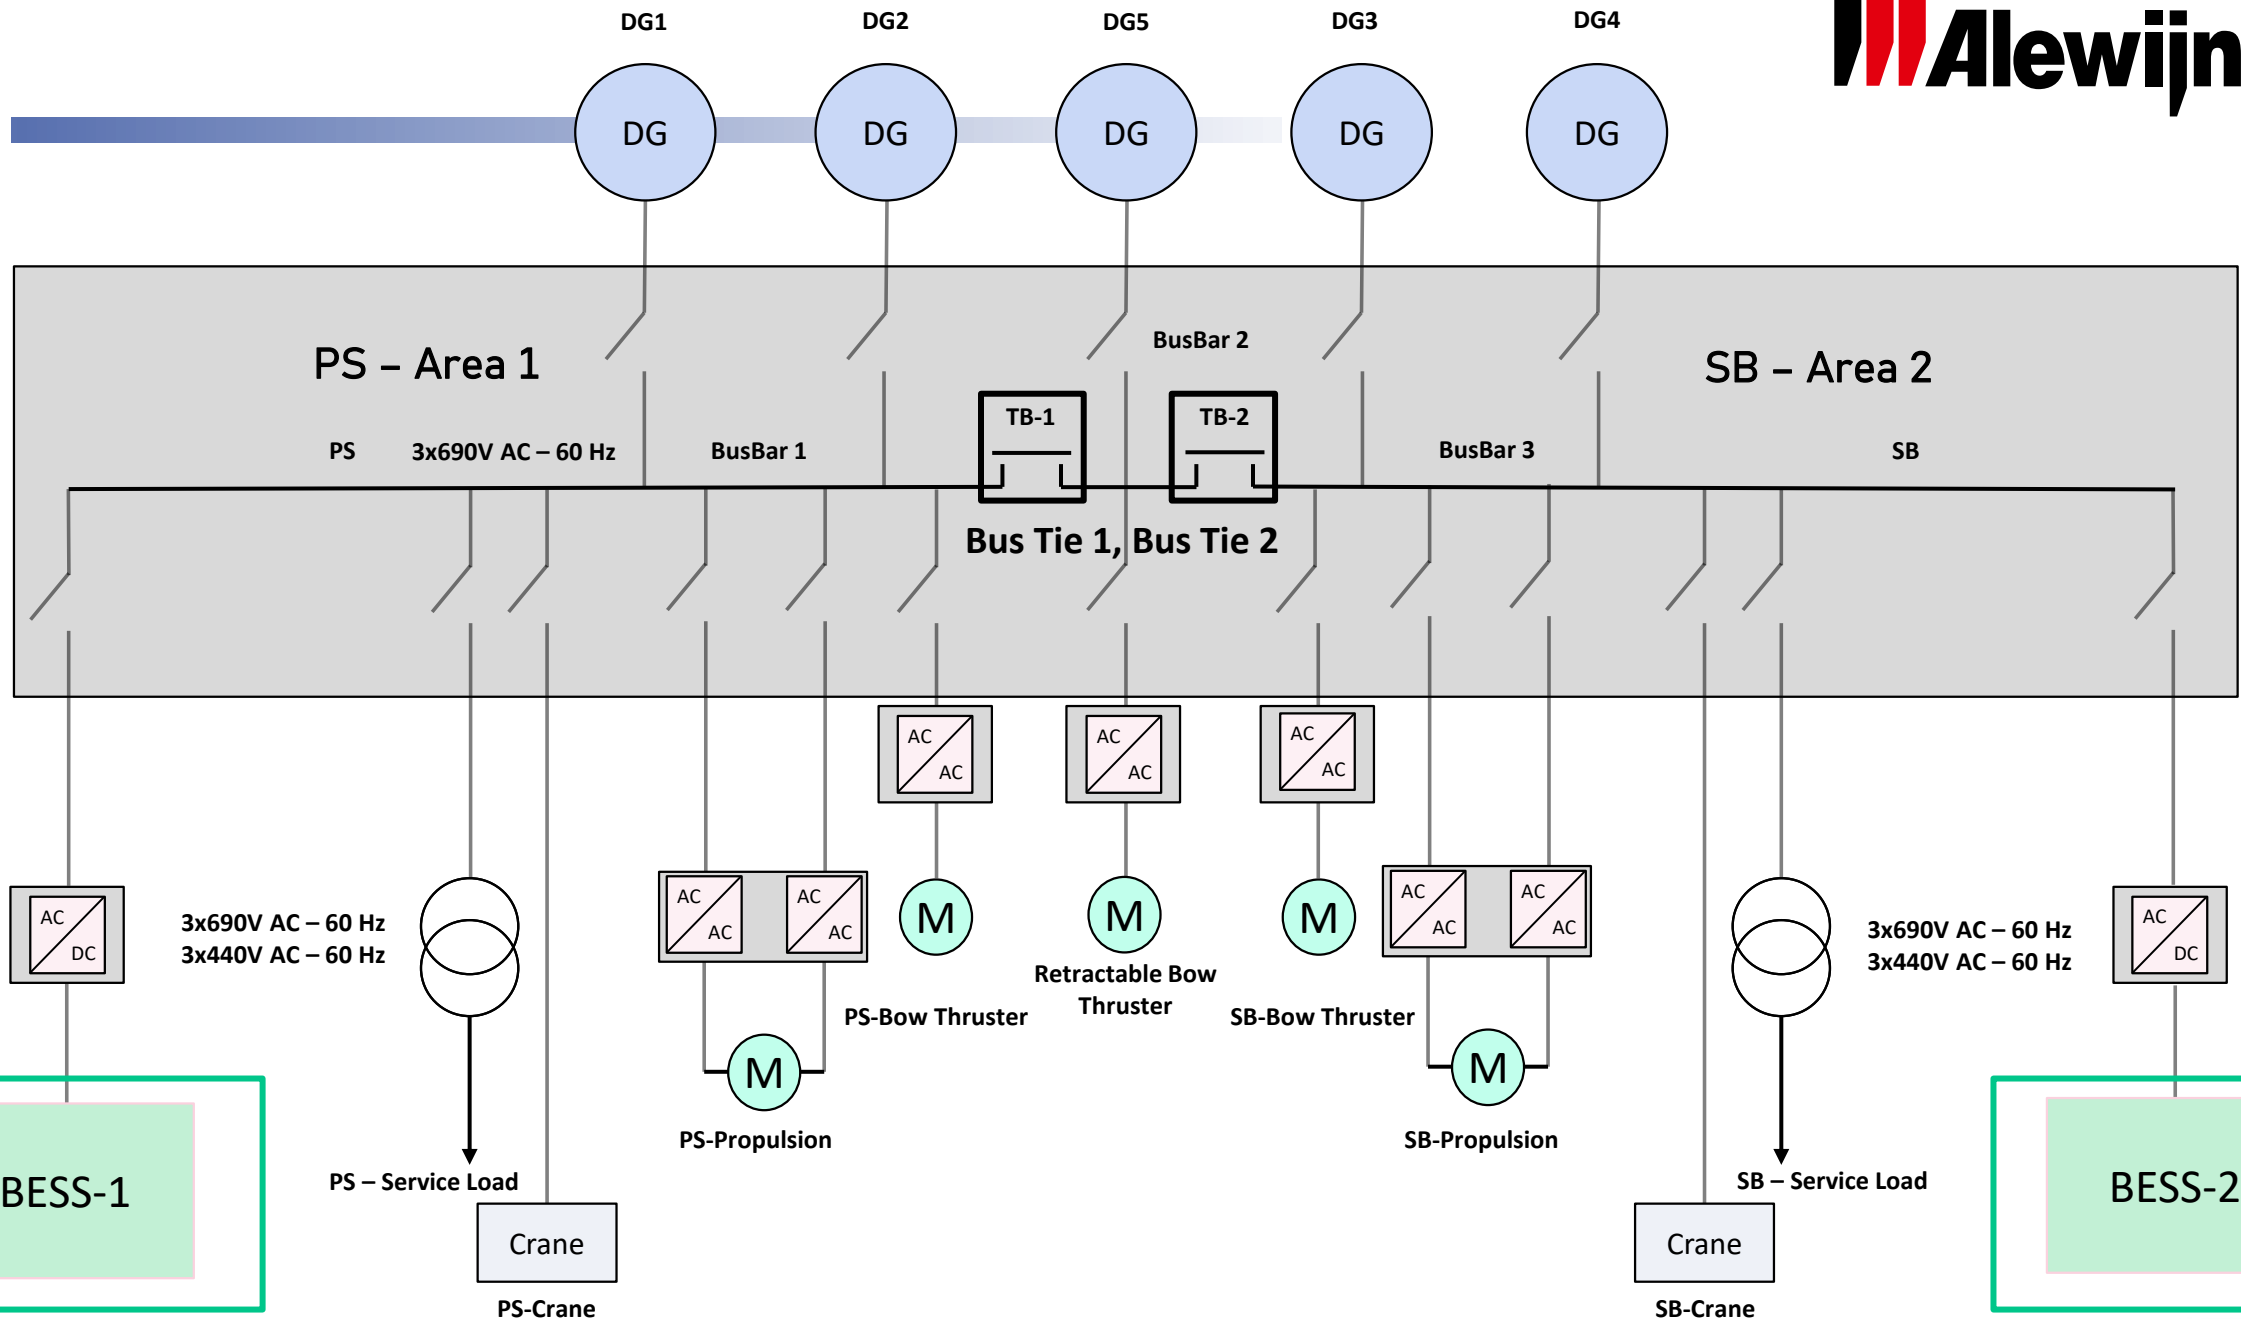 DG1
DG2
DG5
DG3
DG4
Alewijn
DG
DG
DG
DG
DG
BusBar 2
PS – Area 1
SB – Area 2
TB-1
TB-2
PS
3x690V AC – 60 Hz
BusBar 1
BusBar 3
SB
Bus Tie 1, Bus Tie 2
AC
AC
AC
AC
AC
AC
AC
DC
3x690V AC – 60 Hz
3x440V AC – 60 Hz
AC
AC
AC
AC
M
M
M
AC
AC
AC
AC
3x690V AC – 60 Hz
3x440V AC – 60 Hz
AC
DC
Retractable Bow
Thruster
PS-Bow Thruster
SB-Bow Thruster
M
M
PS-Propulsion
SB-Propulsion
BESS-1
PS – Service Load
SB – Service Load
BESS-2
Crane
Crane
PS-Crane
SB-Crane